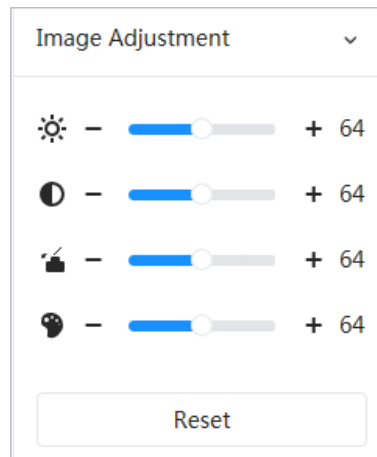 Image Adjustment
− + 64
− + 64
− + 64
− + 64
Reset